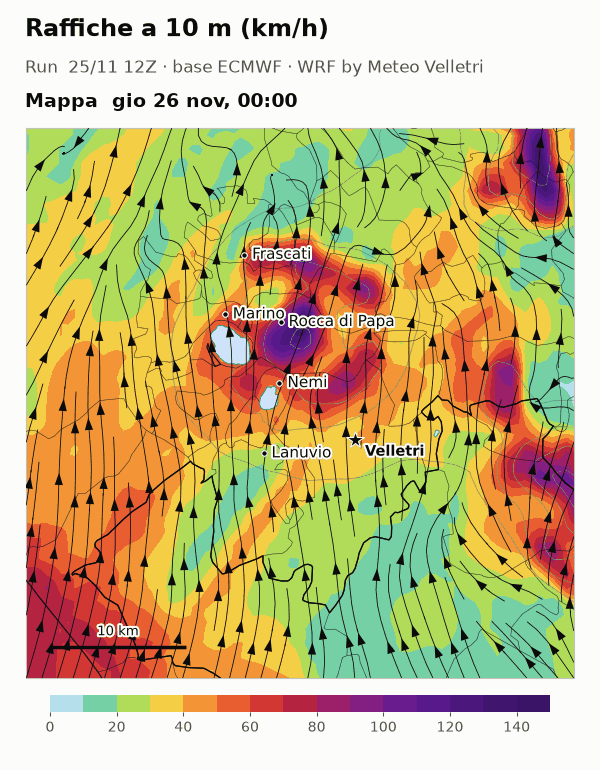 Raffiche a 10 m (km/h)
Run 25/11 12Z · base ECMWF · WRF by Meteo Velletri
Mappa gio 26 nov, 00:00
Frascati
Marino
Rocca di Papa
Nemi
Lanuvio
Velletri
10 km
0 20 40 60 80 100 120 140